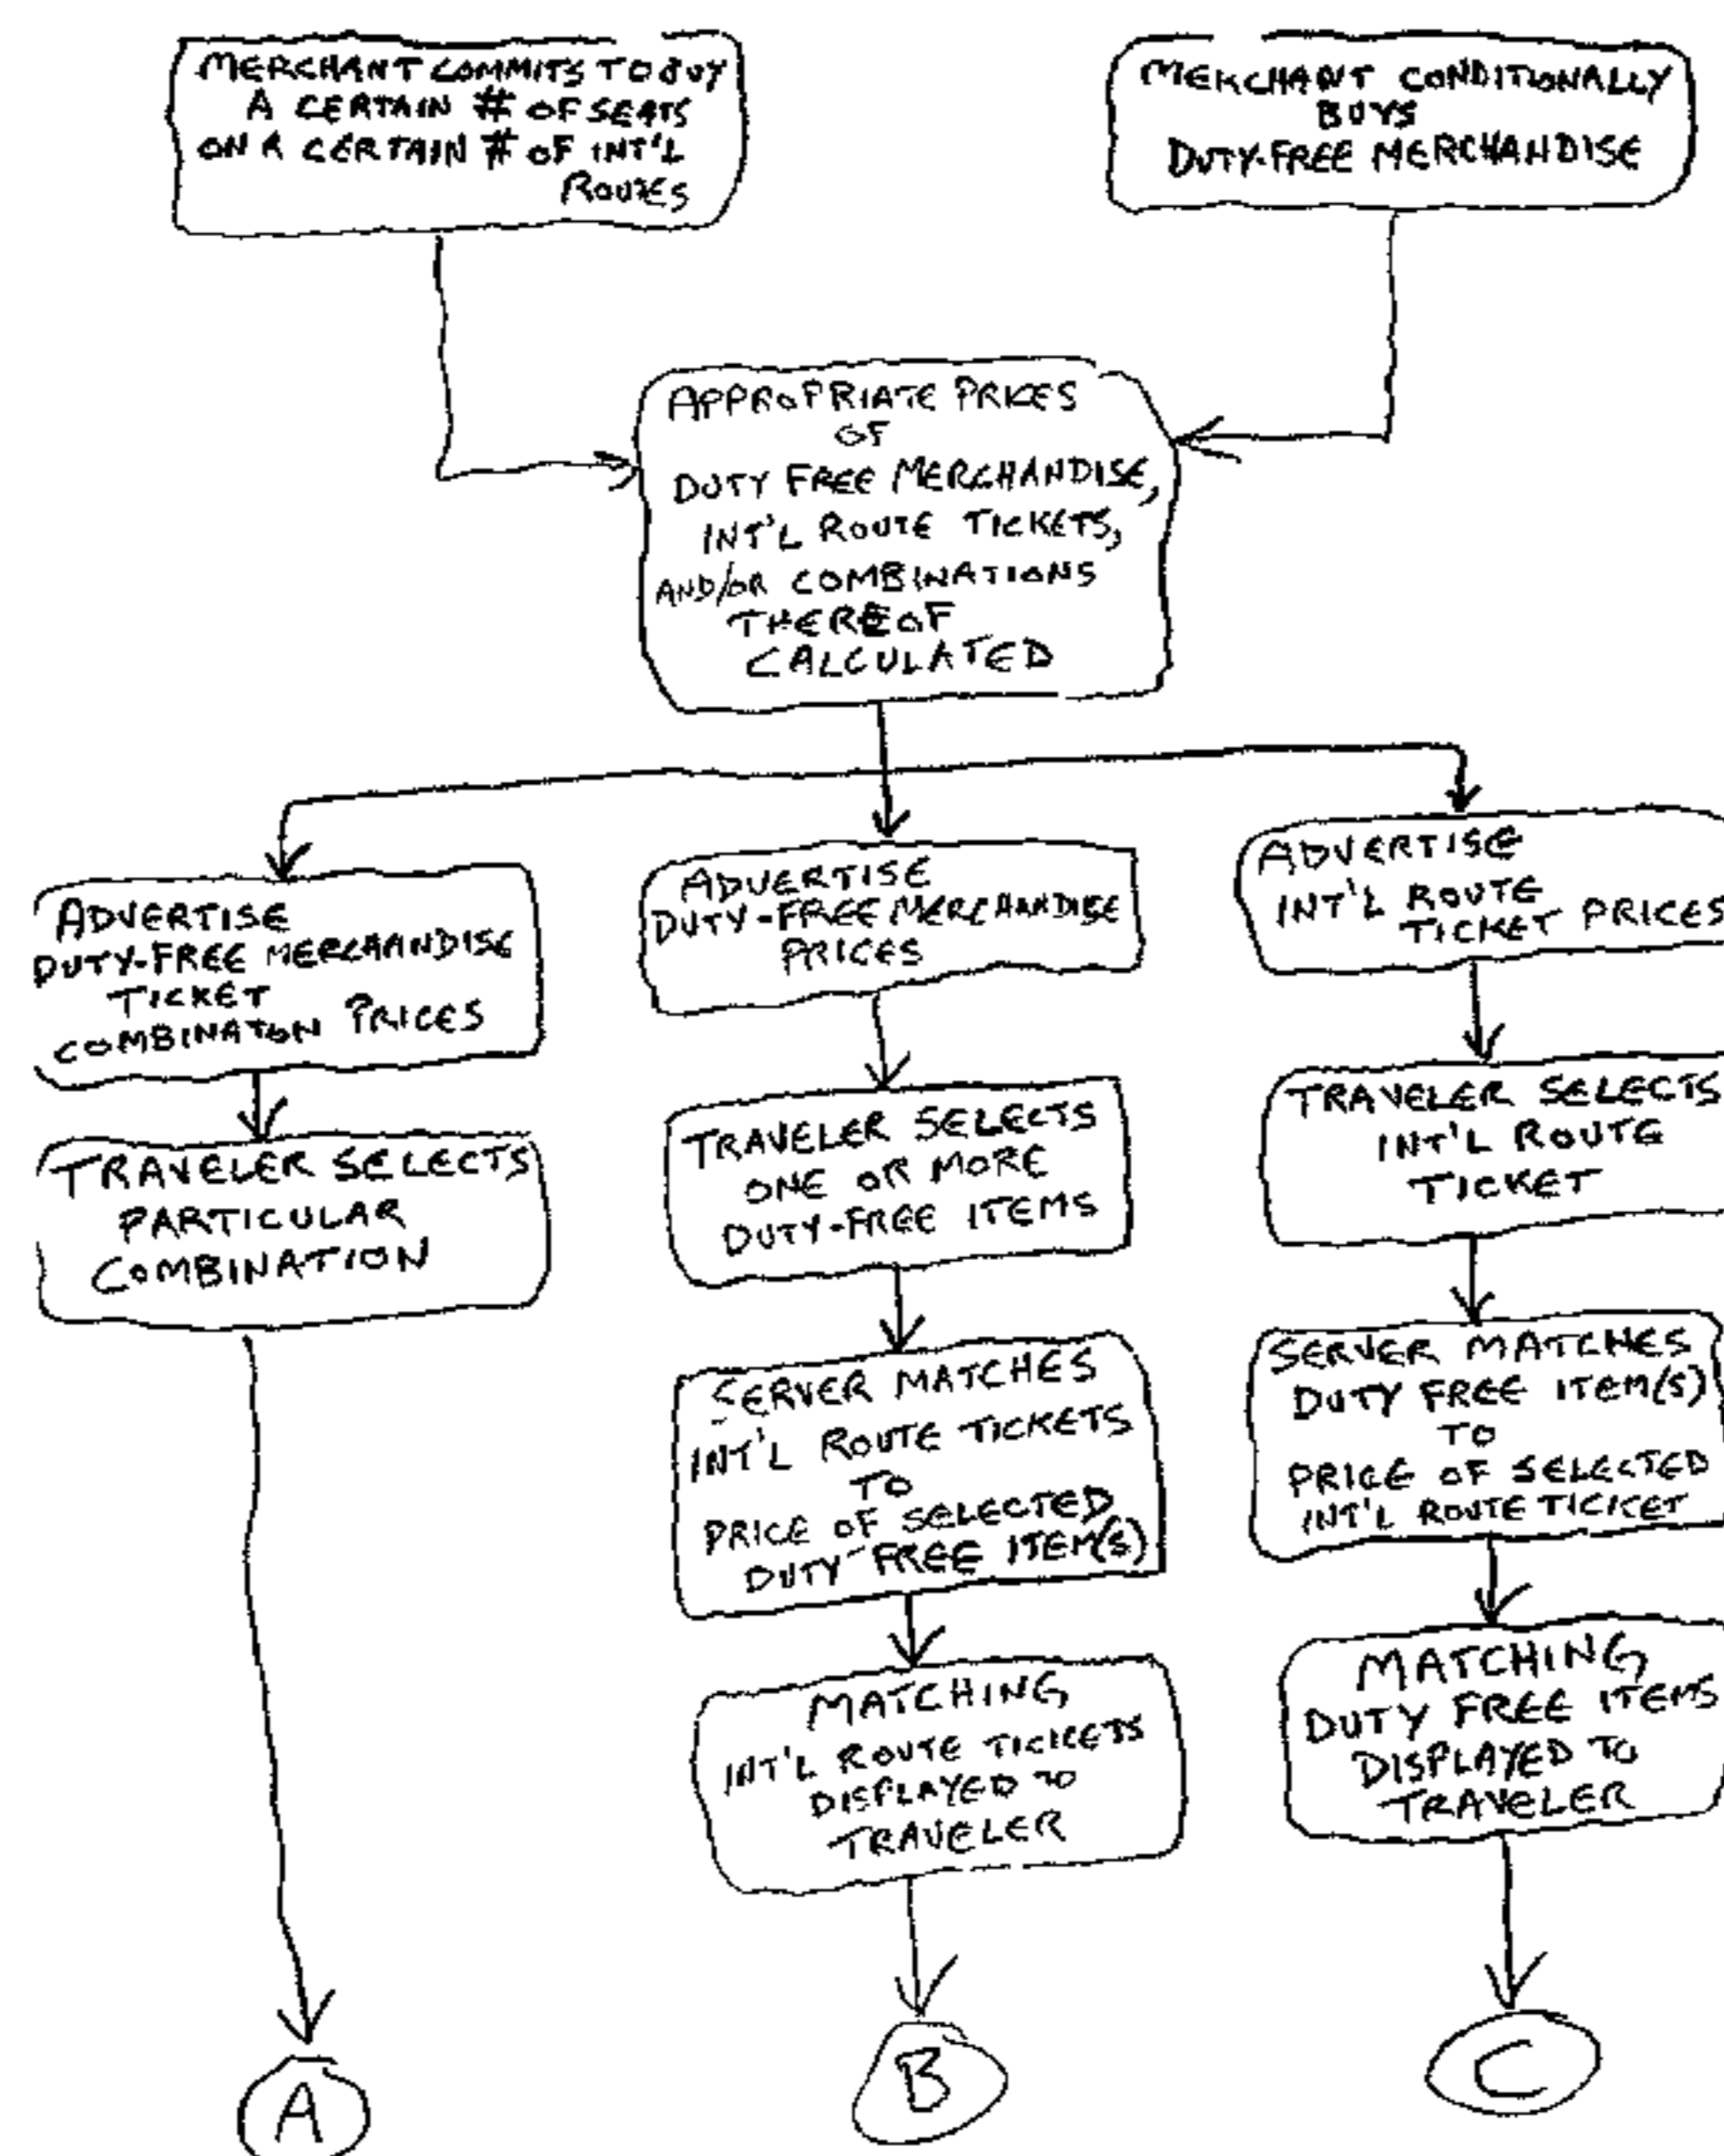 MERCHANT COMMITS TO BUY
A CERTAIN # OF SEATS
ON A CERTAIN # OF INT'L
ROUTES
MERCHANT CONDITIONALLY
BUYS
DUTY-FREE MERCHANDISE
APPROPRIATE PRICES
OF
DUTY FREE MERCHANDISE,
INT'L ROUTE TICKETS,
AND/OR COMBINATIONS
THEREOF
CALCULATED
ADVERTISE
DUTY-FREE MERCHANDISE
TICKET
COMBINATON PRICES
TRAVELER SELECTS
PARTICULAR
COMBINATION
A
ADVERTISE
DUTY-FREE MERCHANDISE
PRICES
TRAVELER SELECTS
ONE OR MORE
DUTY-FREE ITEMS
SERVER MATCHES
INT'L ROUTE TICKETS
TO
PRICE OF SELECTED
DUTY-FREE ITEM(S)
MATCHING
INT'L ROUTE TICKETS
DISPLAYED TO
TRAVELER
B
ADVERTISE
INT'L ROUTE
TICKET PRICES
TRAVELER SELECTS
INT'L ROUTE
TICKET
SERVER MATCHES
DUTY FREE ITEM(S)
TO
PRICE OF SELECTED
INT'L ROUTE TICKET
MATCHING
DUTY FREE ITEMS
DISPLAYED TO
TRAVELER
C